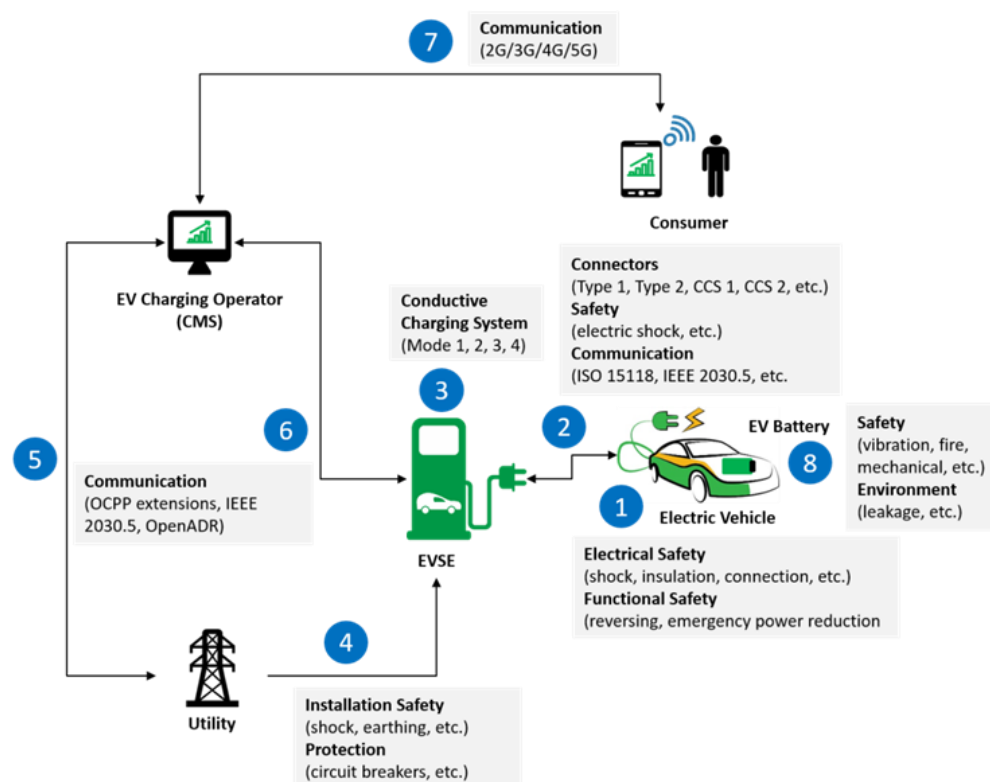 7
Communication
(2G/3G/4G/5G)
Consumer
EV Charging Operator
(CMS)
Connectors
(Type 1, Type 2, CCS 1, CCS 2, etc.)
Safety
(electric shock, etc.)
Communication
(ISO 15118, IEEE 2030.5, etc.
Conductive
Charging System
(Mode 1, 2, 3, 4)
3
2
EV Battery
8
Safety
(vibration, fire,
mechanical, etc.)
Environment
(leakage, etc.)
5
6
Communication
(OCPP extensions, IEEE
2030.5, OpenADR)
1
Electric Vehicle
EVSE
Electrical Safety
(shock, insulation, connection, etc.)
Functional Safety
(reversing, emergency power reduction
4
Utility
Installation Safety
(shock, earthing, etc.)
Protection
(circuit breakers, etc.)